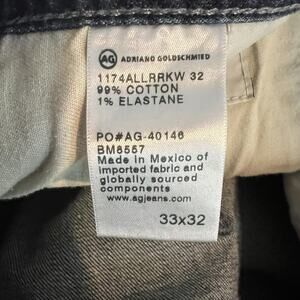 AG ADRIANO GOLDSCHMIED
1174ALLRRKW 32
99% COTTON
1% ELASTANE
PO#AG-40146
BM8557
Made in Mexico of
imported fabric and
globally sourced
components
www.agjeans.com
33x32